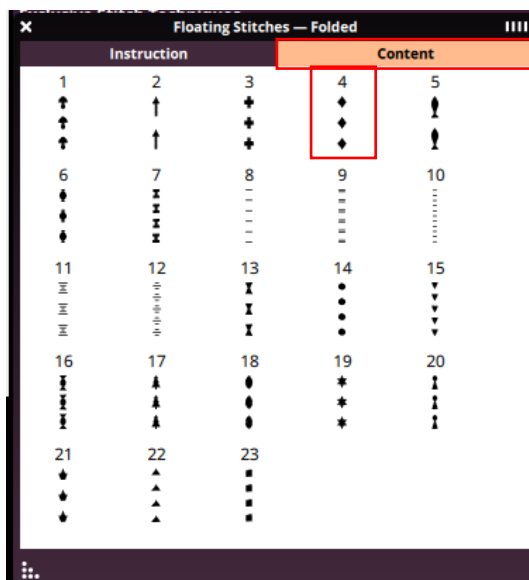 Floating Stitches — Folded
Instruction Content
1 2 3 4 5
6 7 8 9 10
11 12 13 14 15
16 17 18 19 20
21 22 23